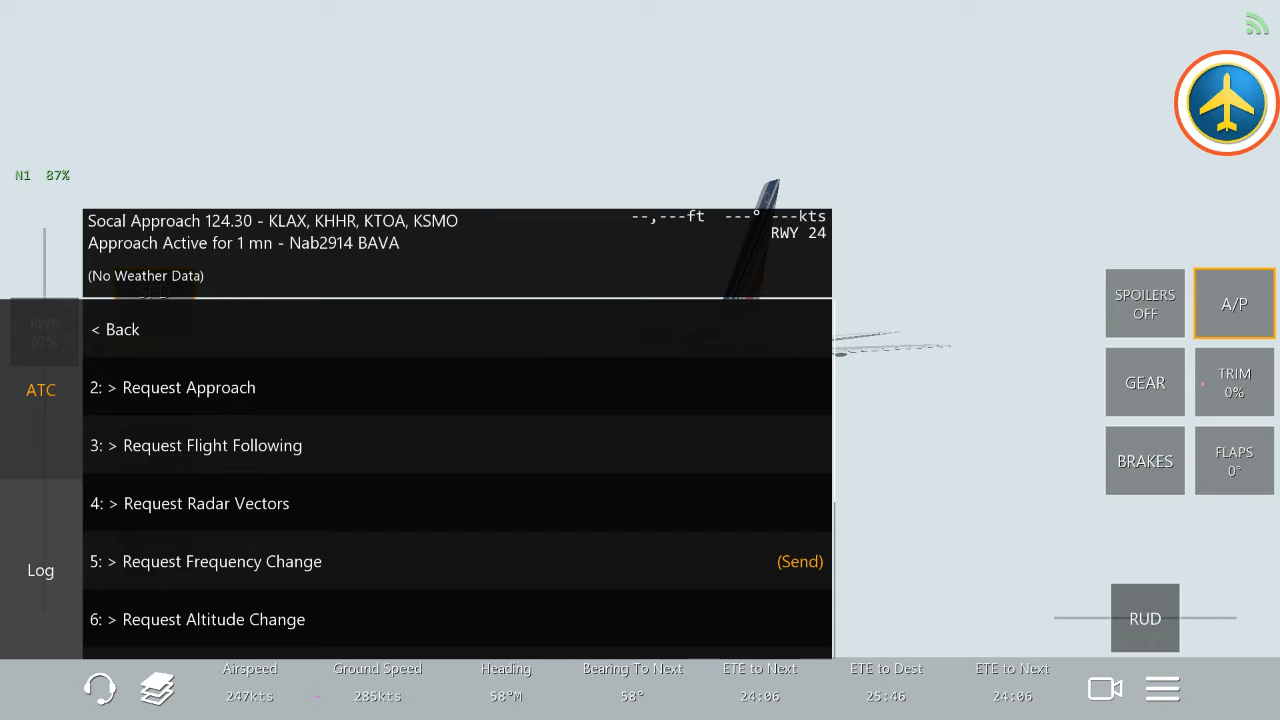 N1 87%
Socal Approach 124.30 - KLAX, KHHR, KTOA, KSMO
--,---ft ---° ---kts
Approach Active for 1 mn - Nab2914 BAVA
RWY 24
(No Weather Data)
SPD
PWR
67%
< Back
ATC
2: > Request Approach
3: > Request Flight Following
4: > Request Radar Vectors
5: > Request Frequency Change (Send)
Log
6: > Request Altitude Change
SPOILERS
OFF
A/P
GEAR
TRIM
0%
BRAKES
FLAPS
0°
RUD
Airspeed Ground Speed Heading Bearing To Next ETE to Next ETE to Dest ETE to Next
247kts 285kts 58°M 58° 24:06 25:46 24:06